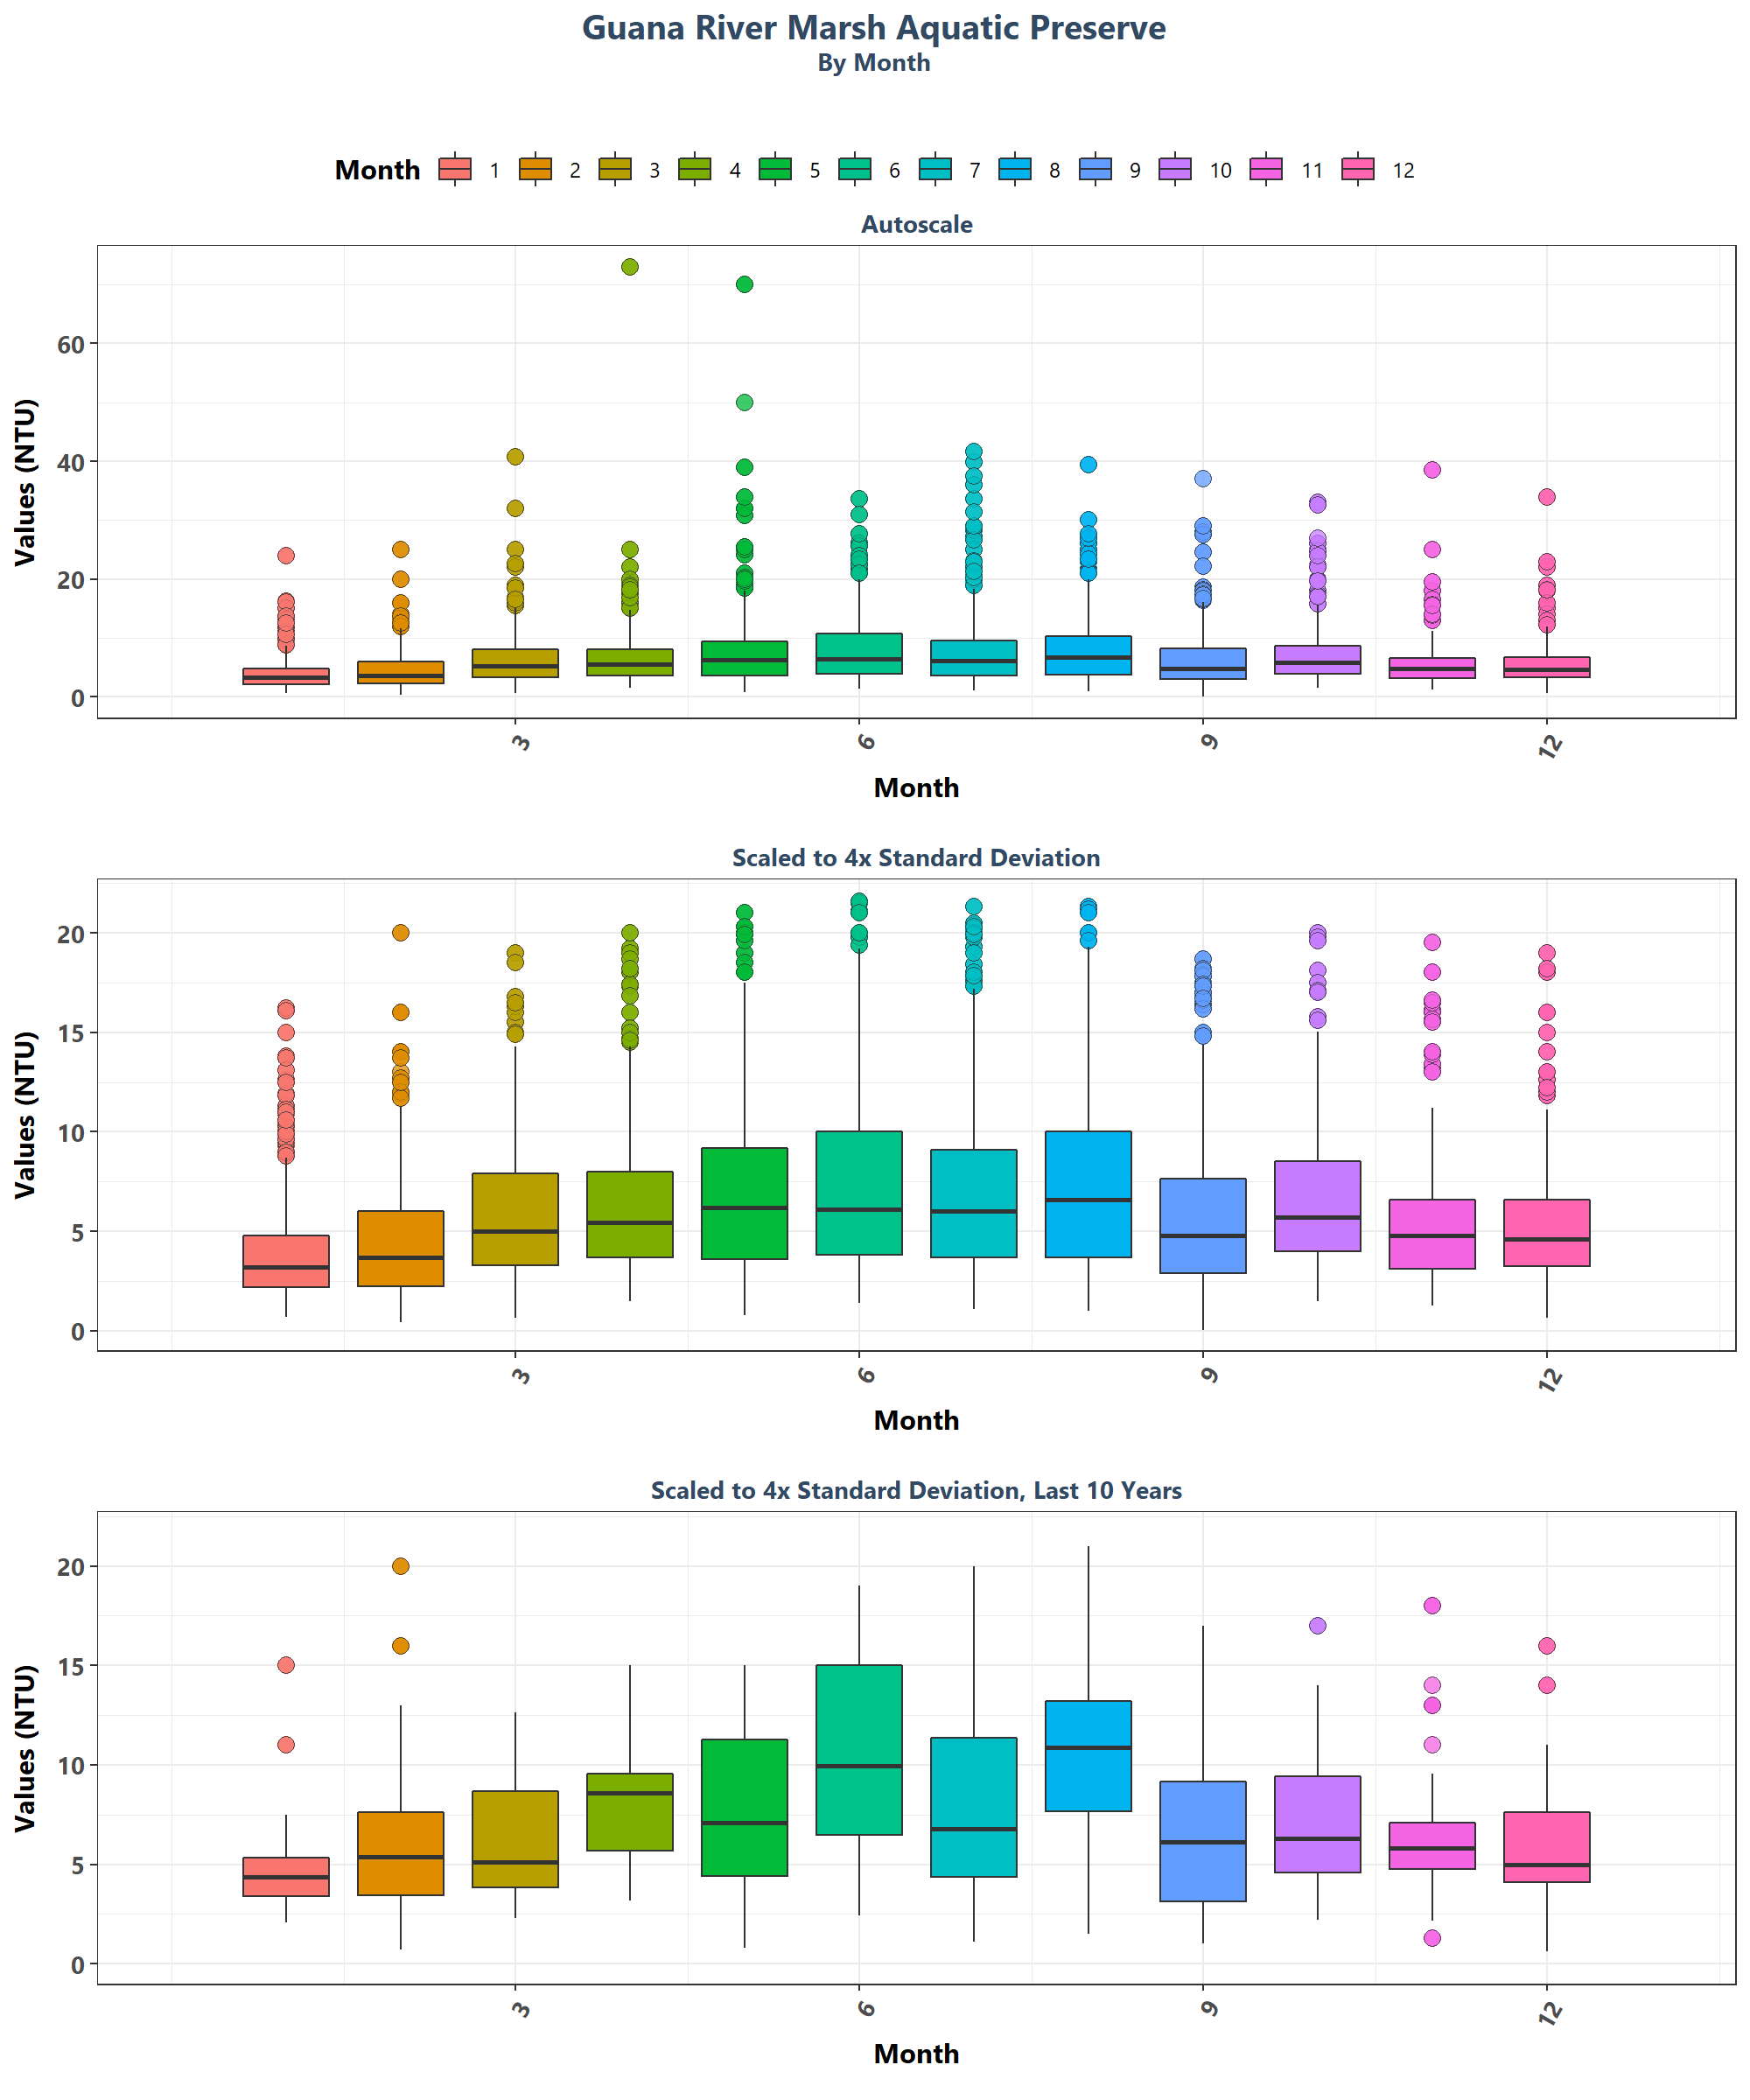 Guana River Marsh Aquatic Preserve
By Month
Month 1 2 3 4 5 6 7 8 9 10 11 12
Autoscale
Values (NTU)
60
40
20
0
3 6 9 12
Month
Scaled to 4x Standard Deviation
Values (NTU)
20
15
10
5
0
3 6 9 12
Month
Scaled to 4x Standard Deviation, Last 10 Years
Values (NTU)
20
15
10
5
0
3 6 9 12
Month